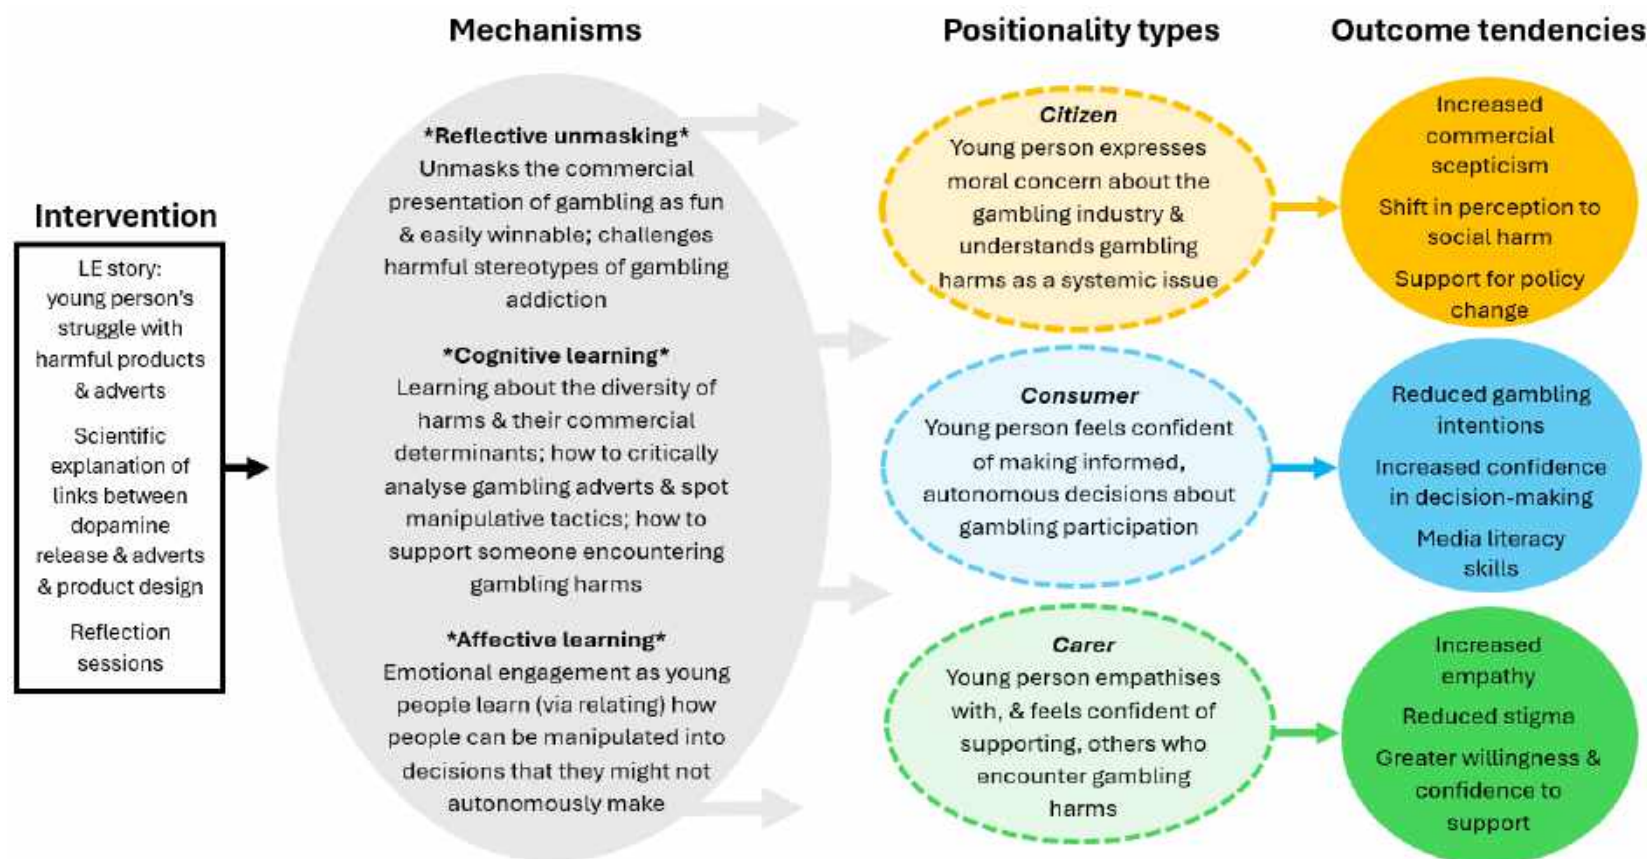 Mechanisms
Positionality types
Outcome tendencies
Intervention
LE story:
young person's
struggle with
harmful products
& adverts
Scientific
explanation of
links between
dopamine
release & adverts
& product design
Reflection
sessions
*Reflective unmasking*
Unmasks the commercial
presentation of gambling as fun
& easily winnable; challenges
harmful stereotypes of gambling
addiction
*Cognitive learning*
Learning about the diversity of
harms & their commercial
determinants; how to critically
analyse gambling adverts & spot
manipulative tactics; how to
support someone encountering
gambling harms
*Affective learning*
Emotional engagement as young
people learn (via relating) how
people can be manipulated into
decisions that they might not
autonomously make
Citizen
Young person expresses
moral concern about the
gambling industry &
understands gambling
harms as a systemic issue
Consumer
Young person feels confident
of making informed,
autonomous decisions about
gambling participation
Carer
Young person empathises
with, & feels confident of
supporting, others who
encounter gambling
harms
Increased
commercial
scepticism
Shift in perception to
social harm
Support for policy
change
Reduced gambling
intentions
Increased confidence
in decision-making
Media literacy
skills
Increased
empathy
Reduced stigma
Greater willingness &
confidence to
support